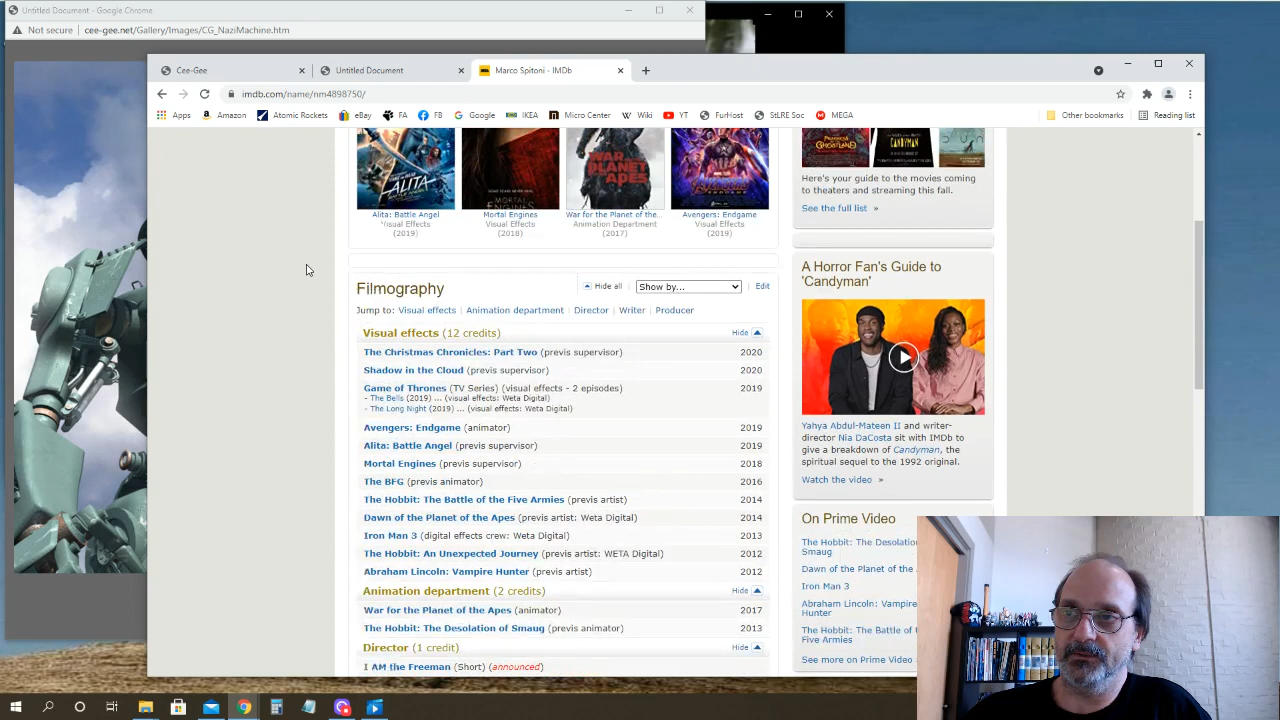 Untitled Document - Google Chrome
Not secure cee-gee.net/Gallery/Images/CG_NaziMachine.htm
Cee-Gee
Untitled Document
Marco Spitoni - IMDb
imdb.com/name/nm4898750/
Apps Amazon Atomic Rockets eBay FA FB Google IKEA Micro Center Wiki YT FurHost StLRE Soc MEGA Other bookmarks Reading list
ALITA
MORTAL ENGINES
WAR PLANET APES
AVENGERS
Alita: Battle Angel
Visual Effects
(2019)
Mortal Engines
Visual Effects
(2018)
War for the Planet of the...
Animation Department
(2017)
Avengers: Endgame
Visual Effects
(2019)
Filmography
Hide all Show by... Edit
Jump to: Visual effects | Animation department | Director | Writer | Producer
Visual effects (12 credits) Hide
The Christmas Chronicles: Part Two (previs supervisor) 2020
Shadow in the Cloud (previs supervisor) 2020
Game of Thrones (TV Series) (visual effects - 2 episodes) 2019
- The Bells (2019) ... (visual effects: Weta Digital)
- The Long Night (2019) ... (visual effects: Weta Digital)
Avengers: Endgame (animator) 2019
Alita: Battle Angel (previs supervisor) 2019
Mortal Engines (previs supervisor) 2018
The BFG (previs animator) 2016
The Hobbit: The Battle of the Five Armies (previs artist) 2014
Dawn of the Planet of the Apes (previs artist: Weta Digital) 2014
Iron Man 3 (digital effects crew: Weta Digital) 2013
The Hobbit: An Unexpected Journey (previs artist: WETA Digital) 2012
Abraham Lincoln: Vampire Hunter (previs artist) 2012
Animation department (2 credits) Hide
War for the Planet of the Apes (animator) 2017
The Hobbit: The Desolation of Smaug (previs animator) 2013
Director (1 credit) Hide
I AM the Freeman (Short) (announced)
GHOSTLAND
CANDYMAN
Here's your guide to the movies coming
to theaters and streaming this fall.
See the full list »
A Horror Fan's Guide to
'Candyman'
Yahya Abdul-Mateen II and writer-
director Nia DaCosta sit with IMDb to
give a breakdown of Candyman, the
spiritual sequel to the 1992 original.
Watch the video »
On Prime Video
The Hobbit: The Desolation
Smaug
Dawn of the Planet of the
Iron Man 3
Abraham Lincoln: Vampire
Hunter
The Hobbit: The Battle of the
Five Armies
See more on Prime Video